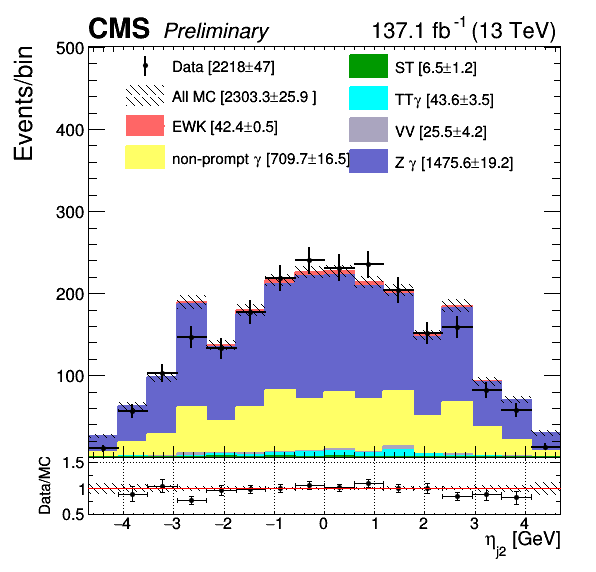 CMS Preliminary 137.1 fb⁻¹ (13 TeV)
Events/bin
500
400
300
200
100
Data [2218±47]
All MC [2303.3±25.9 ]
EWK [42.4±0.5]
non-prompt γ [709.7±16.5]
ST [6.5±1.2]
TTγ [43.6±3.5]
VV [25.5±4.2]
Z γ [1475.6±19.2]
Data/MC
1.5
1
0.5
−4 −3 −2 −1 0 1 2 3 4
η_{j2} [GeV]